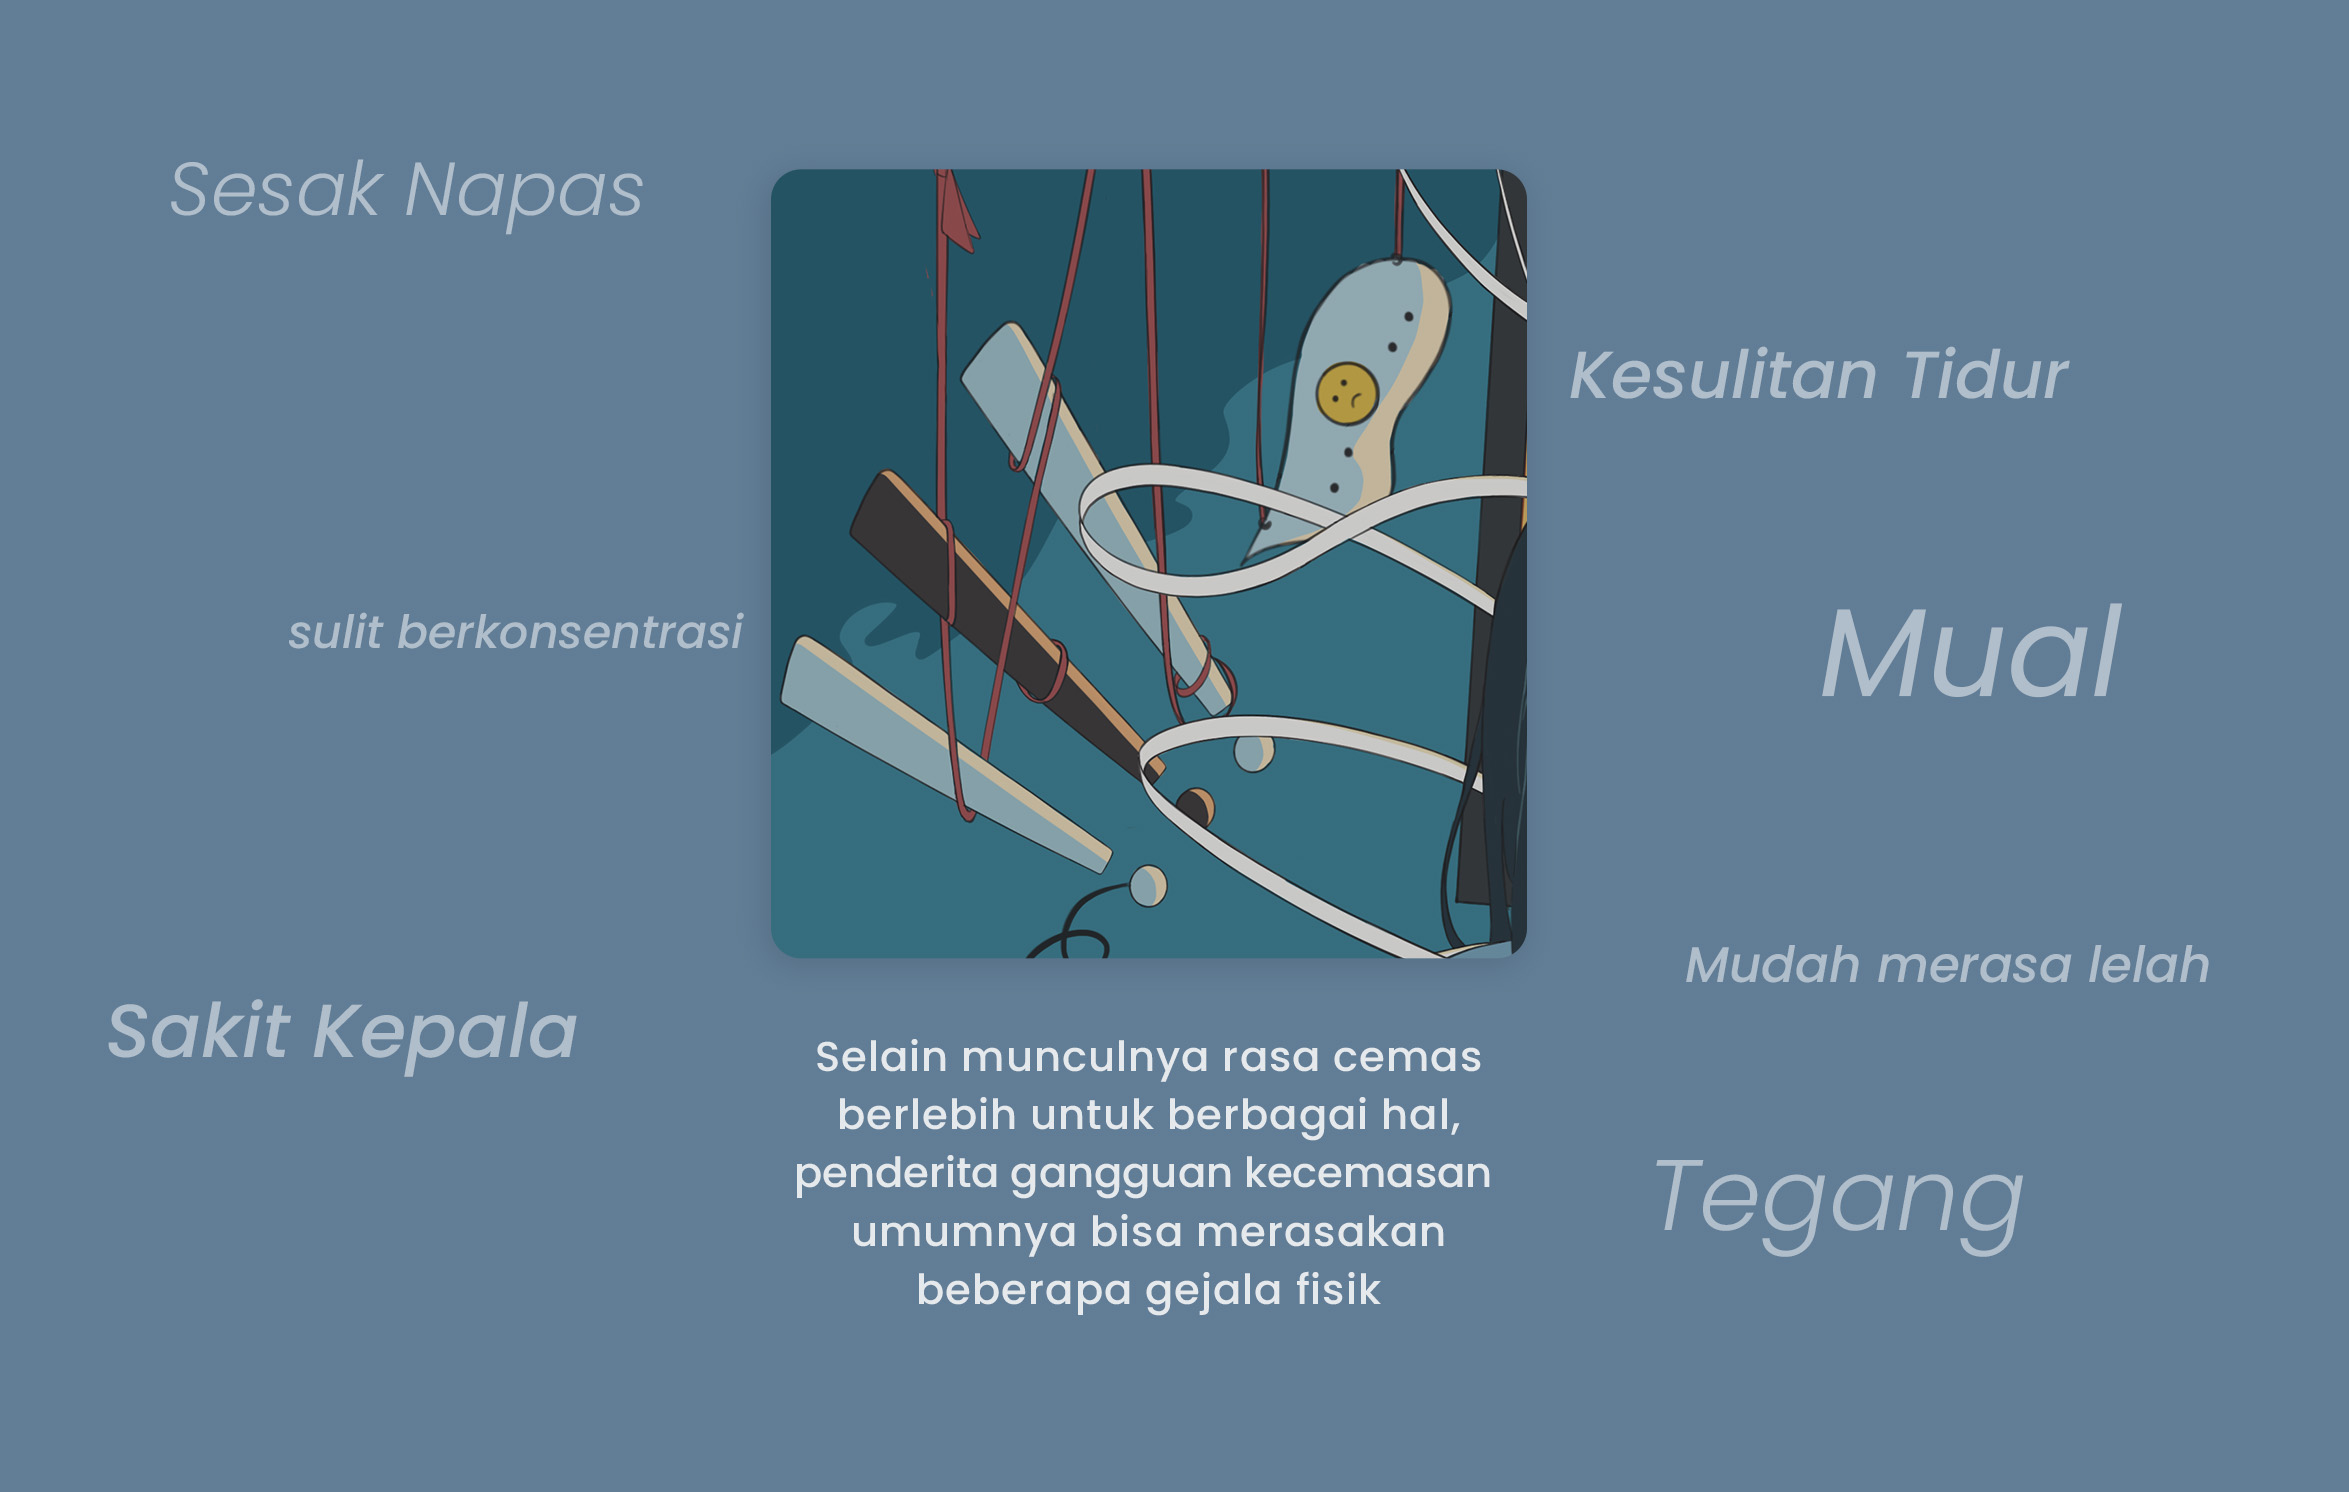 Sesak Napas
Kesulitan Tidur
sulit berkonsentrasi
Mual
Mudah merasa lelah
Sakit Kepala
Selain munculnya rasa cemas
berlebih untuk berbagai hal,
penderita gangguan kecemasan
umumnya bisa merasakan
beberapa gejala fisik
Tegang